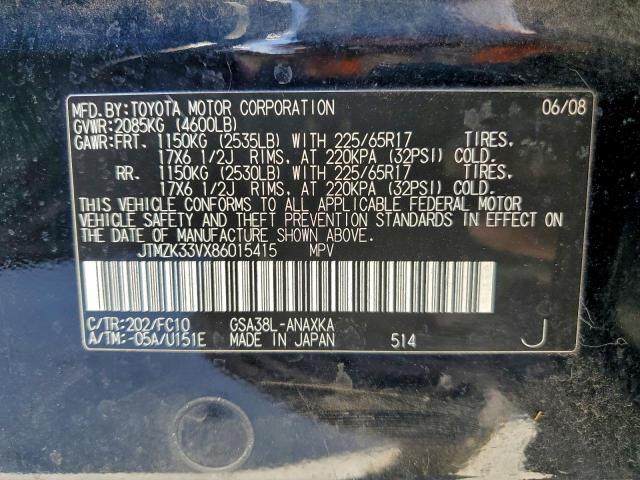 MFD.BY:TOYOTA MOTOR CORPORATION 06/08
GVWR:2085KG (4600LB)
GAWR:FRT. 1150KG (2535LB) WITH 225/65R17 TIRES,
17X6 1/2J RIMS, AT 220KPA (32PSI) COLD.
RR. 1150KG (2530LB) WITH 225/65R17 TIRES,
17X6 1/2J RIMS, AT 220KPA (32PSI) COLD.
THIS VEHICLE CONFORMS TO ALL APPLICABLE FEDERAL MOTOR
VEHICLE SAFETY AND THEFT PREVENTION STANDARDS IN EFFECT ON
THE DATE OF MANUFACTURE SHOWN ABOVE.
JTMZK33VX86015415 MPV
C/TR:202/FC10 GSA38L-ANAXKA
A/TM:-05A/U151E MADE IN JAPAN 514 J